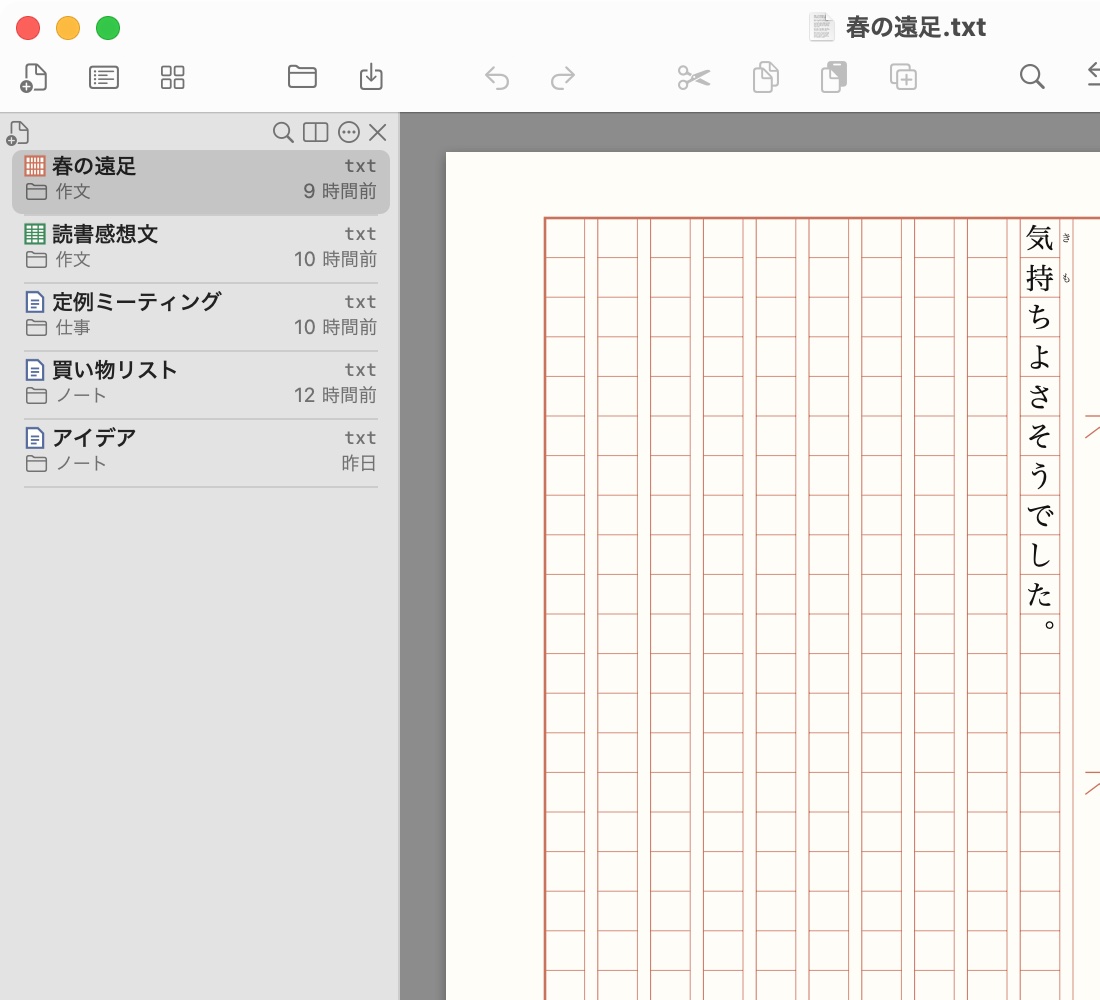 春の遠足.txt
春の遠足 txt
作文 9 時間前
読書感想文 txt
作文 10 時間前
定例ミーティング txt
仕事 10 時間前
買い物リスト txt
ノート 12 時間前
アイデア txt
ノート 昨日
気持ちよさそうでした。
き
も